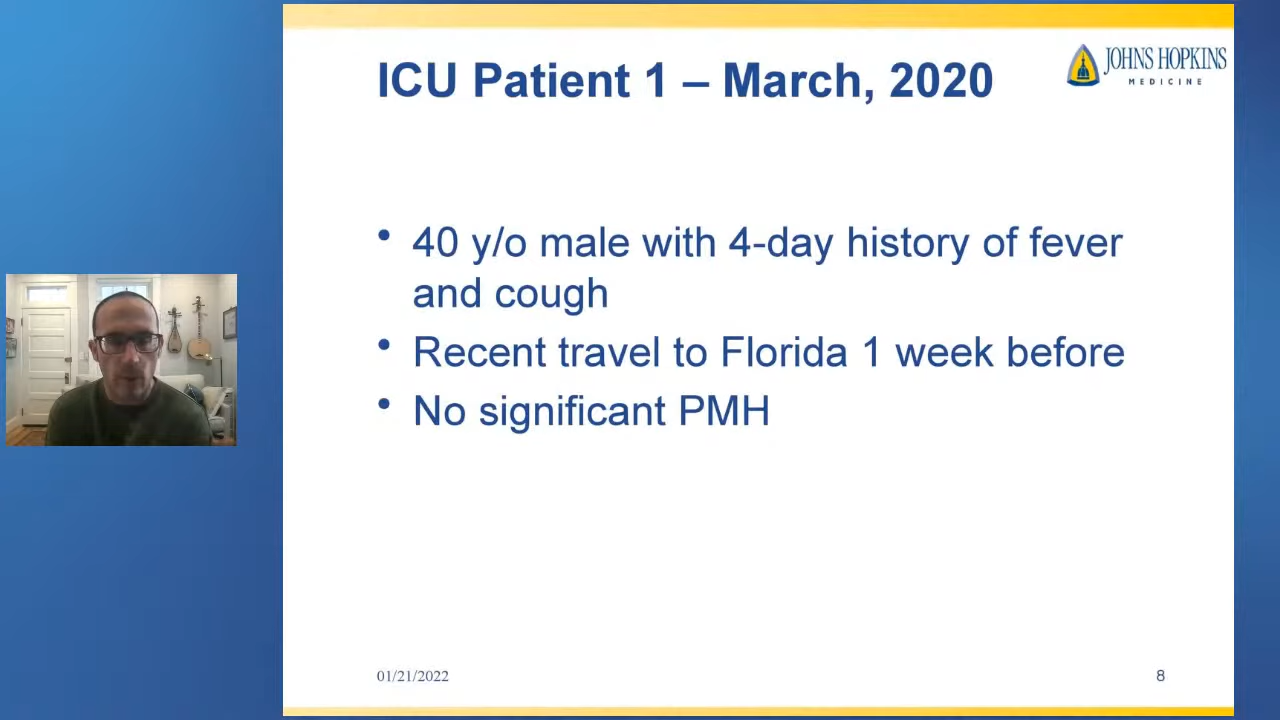 ICU Patient 1 – March, 2020
JOHNS HOPKINS
MEDICINE
• 40 y/o male with 4-day history of fever
and cough
• Recent travel to Florida 1 week before
• No significant PMH
01/21/2022
8